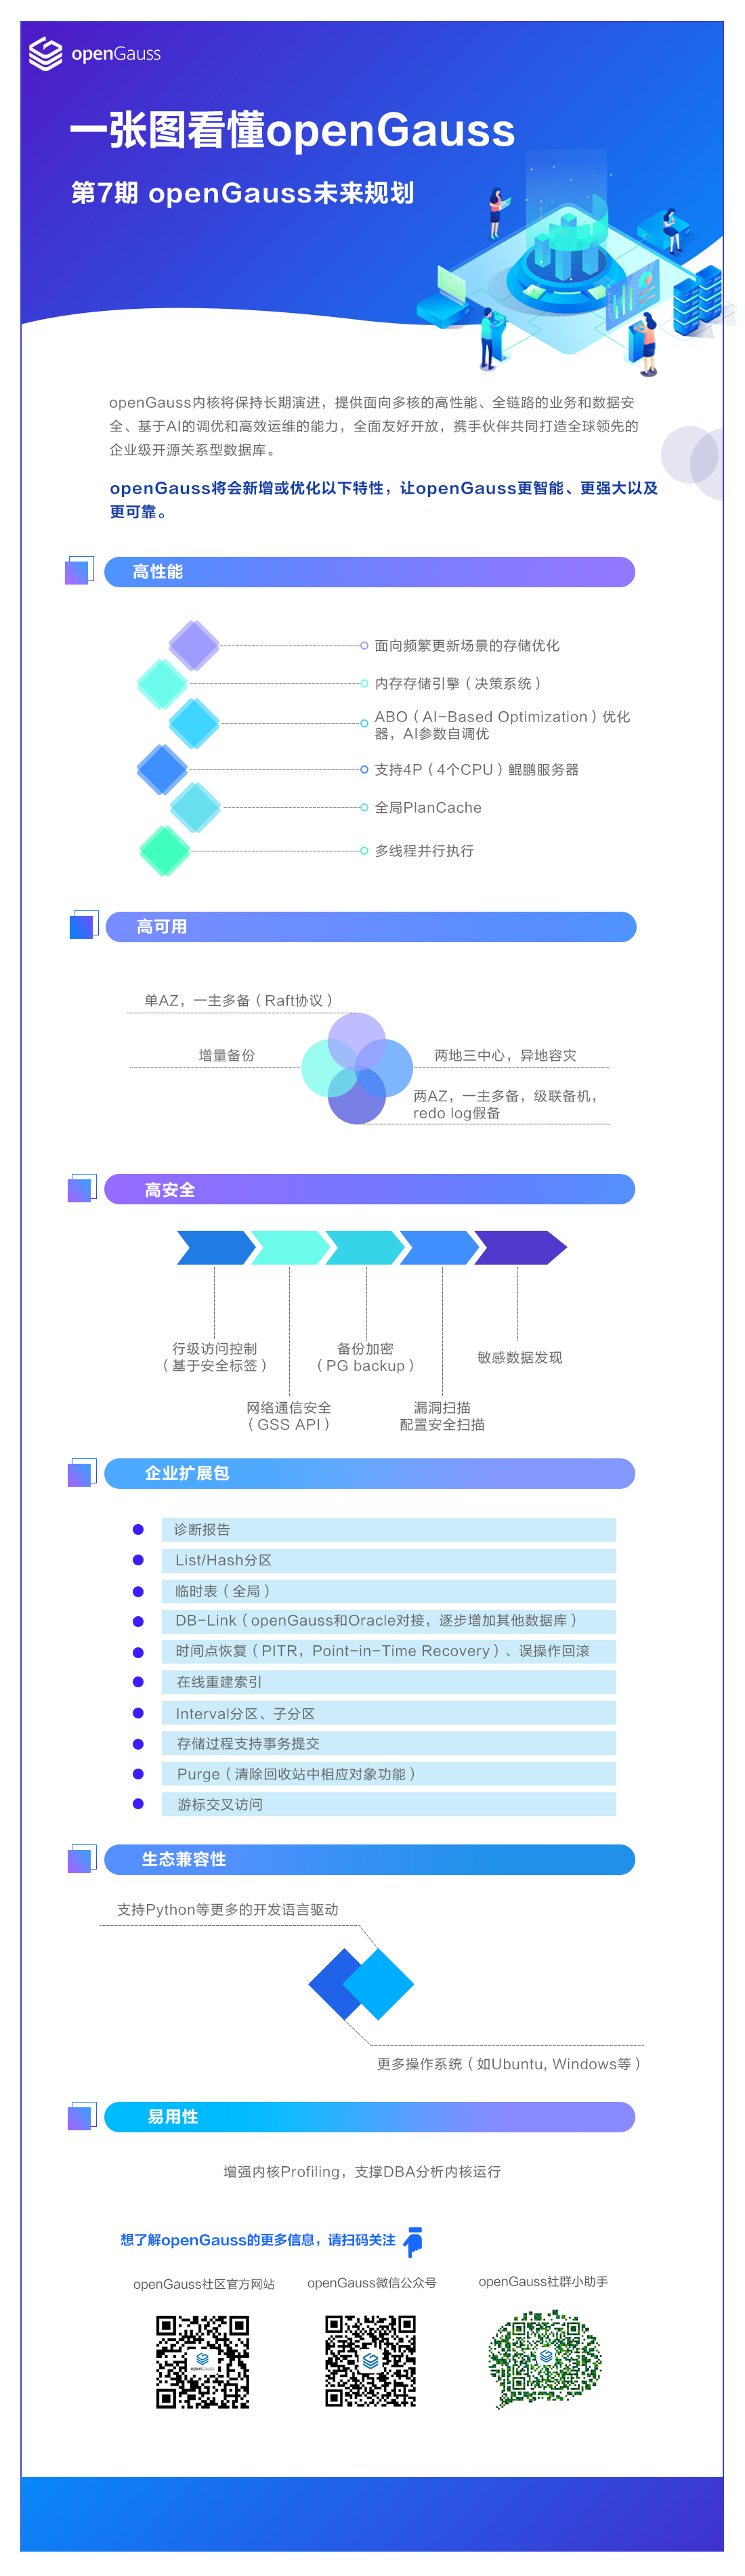 openGauss
一张图看懂openGauss
第7期 openGauss未来规划
openGauss内核将保持长期演进，提供面向多核的高性能、全链路的业务和数据安
全、基于AI的调优和高效运维的能力，全面友好开放，携手伙伴共同打造全球领先的
企业级开源关系型数据库。
openGauss将会新增或优化以下特性，让openGauss更智能、更强大以及
更可靠。
高性能
面向频繁更新场景的存储优化
内存存储引擎（决策系统）
ABO（AI-Based Optimization）优化
器，AI参数自调优
支持4P（4个CPU）鲲鹏服务器
全局PlanCache
多线程并行执行
高可用
单AZ，一主多备（Raft协议）
增量备份
两地三中心，异地容灾
两AZ，一主多备，级联备机，
redo log假备
高安全
行级访问控制
（基于安全标签）
备份加密
（PG backup）
敏感数据发现
网络通信安全
（GSS API）
漏洞扫描
配置安全扫描
企业扩展包
诊断报告
List/Hash分区
临时表（全局）
DB-Link（openGauss和Oracle对接，逐步增加其他数据库）
时间点恢复（PITR，Point-in-Time Recovery）、误操作回滚
在线重建索引
Interval分区、子分区
存储过程支持事务提交
Purge（清除回收站中相应对象功能）
游标交叉访问
生态兼容性
支持Python等更多的开发语言驱动
更多操作系统（如Ubuntu, Windows等）
易用性
增强内核Profiling，支撑DBA分析内核运行
想了解openGauss的更多信息，请扫码关注
openGauss社区官方网站
openGauss微信公众号
openGauss社群小助手
openGauss